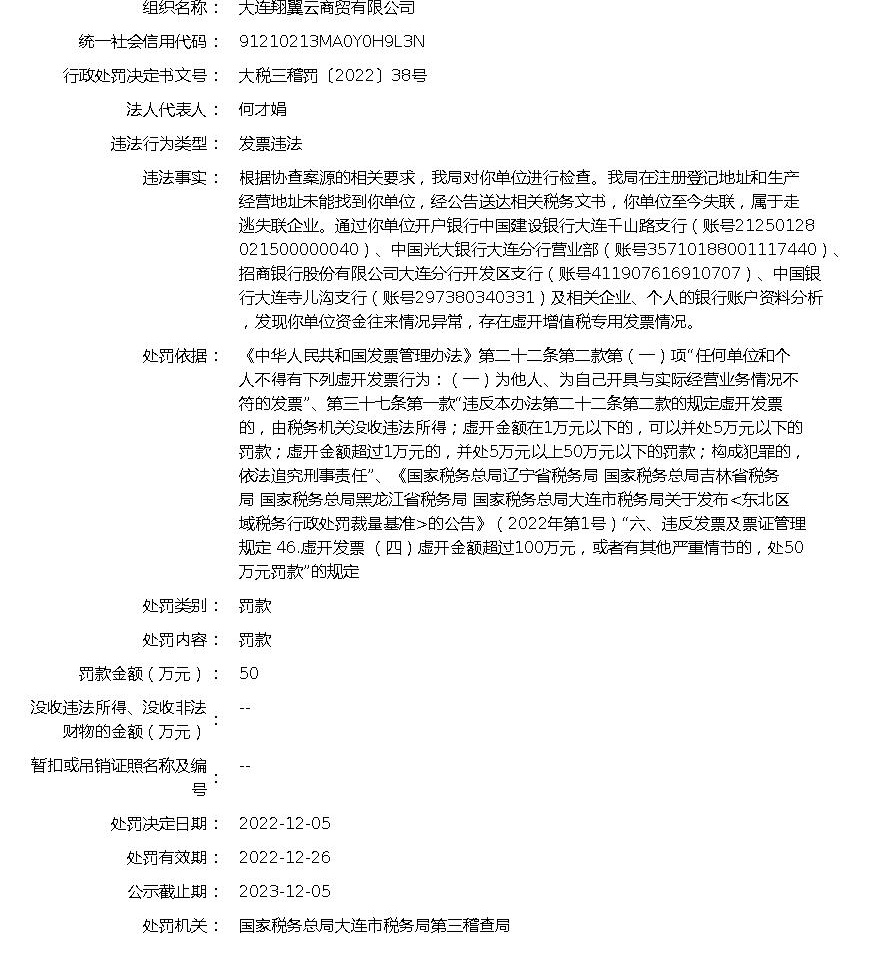 组织名称： 大连翔翼云商贸有限公司
统一社会信用代码： 91210213MA0Y0H9L3N
行政处罚决定书文号： 大税三稽罚〔2022〕38号
法人代表人： 何才娟
违法行为类型： 发票违法
违法事实： 根据协查案源的相关要求，我局对你单位进行检查。我局在注册登记地址和生产
经营地址未能找到你单位，经公告送达相关税务文书，你单位至今失联，属于走
逃失联企业。通过你单位开户银行中国建设银行大连千山路支行（账号21250128
021500000040）、中国光大银行大连分行营业部（账号35710188001117440）、
招商银行股份有限公司大连分行开发区支行（账号411907616910707）、中国银
行大连寺儿沟支行（账号297380340331）及相关企业、个人的银行账户资料分析
，发现你单位资金往来情况异常，存在虚开增值税专用发票情况。
处罚依据： 《中华人民共和国发票管理办法》第二十二条第二款第（一）项“任何单位和个
人不得有下列虚开发票行为：（一）为他人、为自己开具与实际经营业务情况不
符的发票”、第三十七条第一款“违反本办法第二十二条第二款的规定虚开发票
的，由税务机关没收违法所得；虚开金额在1万元以下的，可以并处5万元以下的
罚款；虚开金额超过1万元的，并处5万元以上50万元以下的罚款；构成犯罪的，
依法追究刑事责任”、《国家税务总局辽宁省税务局 国家税务总局吉林省税务
局 国家税务总局黑龙江省税务局 国家税务总局大连市税务局关于发布<东北区
域税务行政处罚裁量基准>的公告》（2022年第1号）“六、违反发票及票证管理
规定 46.虚开发票 （四）虚开金额超过100万元，或者有其他严重情节的，处50
万元罚款”的规定
处罚类别： 罚款
处罚内容： 罚款
罚款金额（万元）： 50
没收违法所得、没收非法
财物的金额（万元）： --
暂扣或吊销证照名称及编
号： --
处罚决定日期： 2022-12-05
处罚有效期： 2022-12-26
公示截止期： 2023-12-05
处罚机关： 国家税务总局大连市税务局第三稽查局